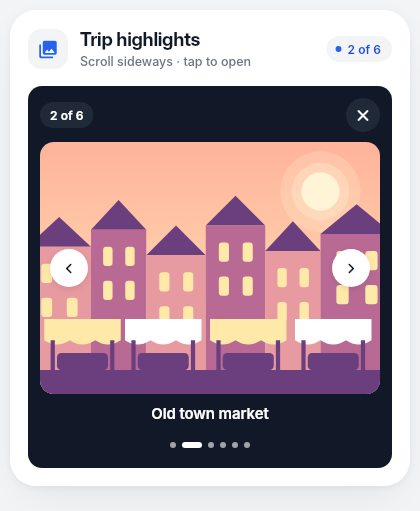 Trip highlights
Scroll sideways · tap to open
2 of 6
2 of 6
Old town market